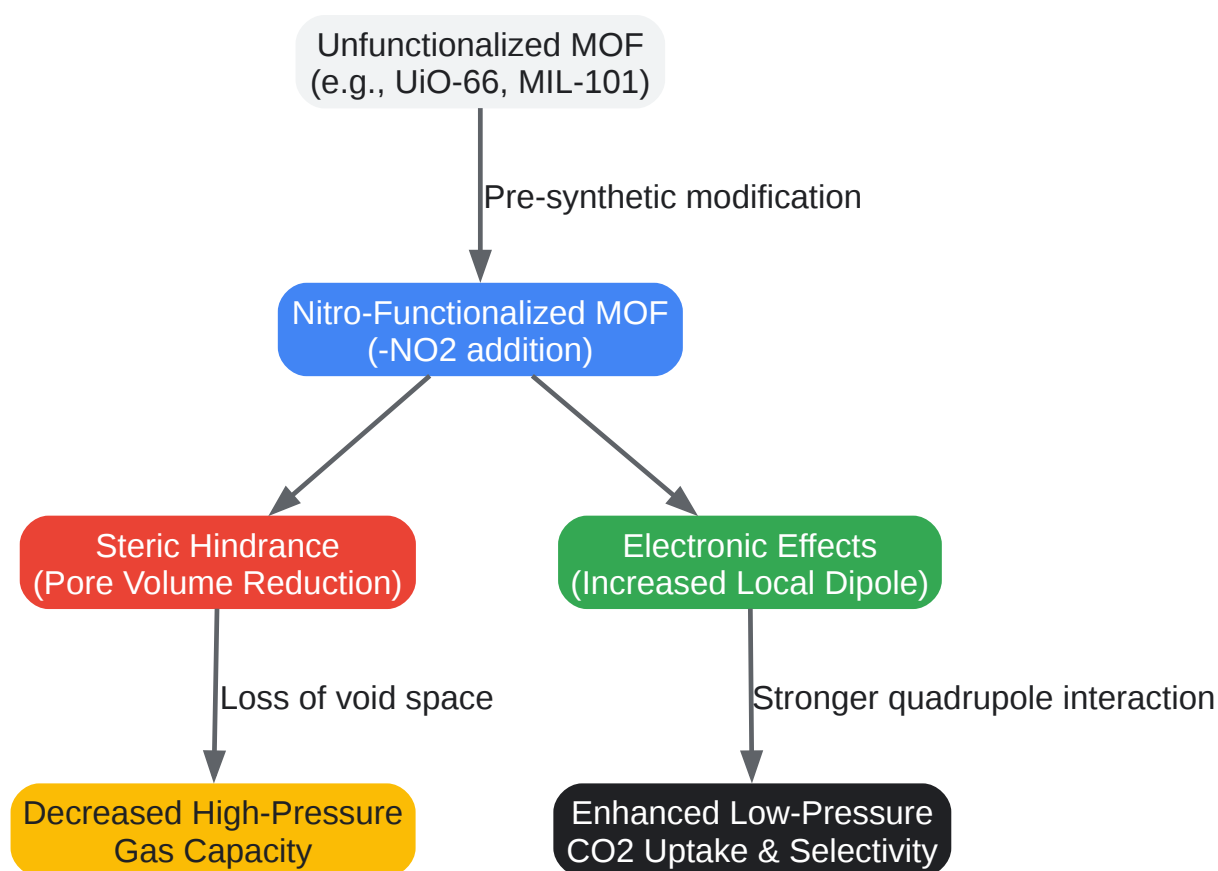 Unfunctionalized MOF
(e.g., UiO-66, MIL-101)
Pre-synthetic modification
Nitro-Functionalized MOF
(-NO2 addition)
Steric Hindrance
(Pore Volume Reduction)
Electronic Effects
(Increased Local Dipole)
Loss of void space
Stronger quadrupole interaction
Decreased High-Pressure
Gas Capacity
Enhanced Low-Pressure
CO2 Uptake & Selectivity